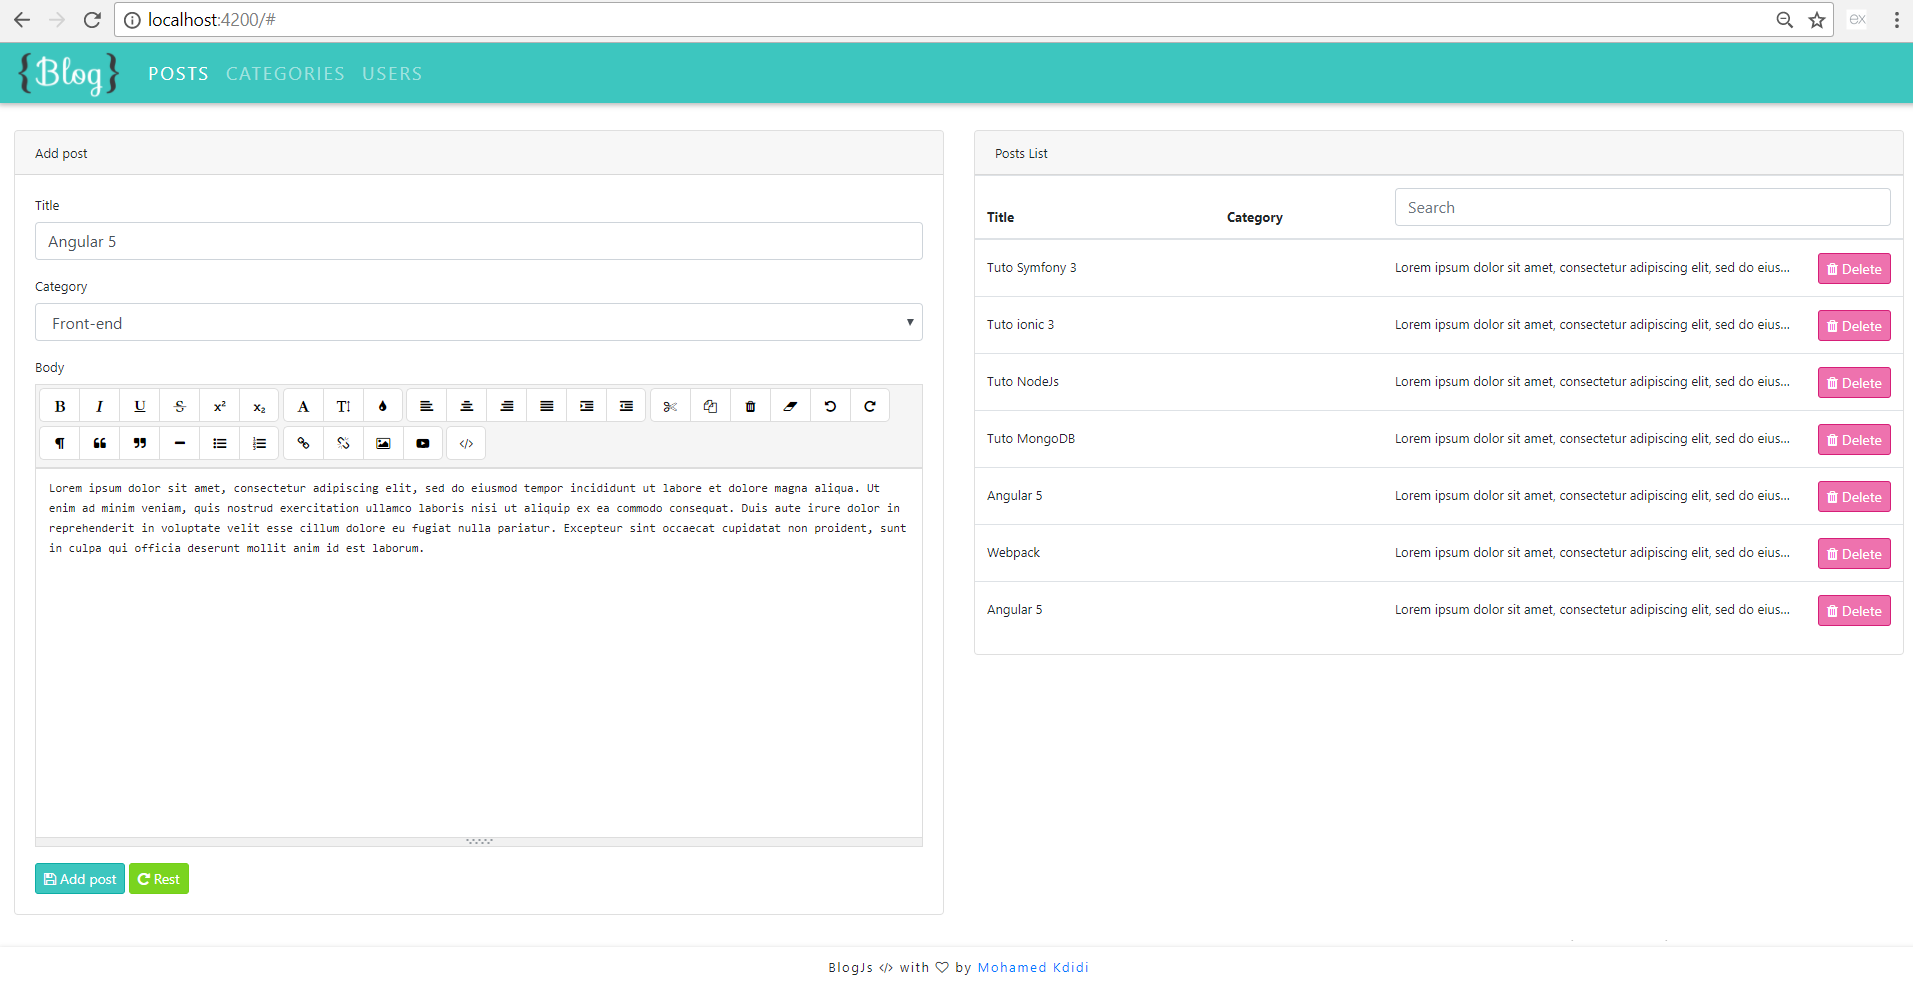 localhost:4200/#
ex
{Blog} POSTS CATEGORIES USERS
Add post
Title
Angular 5
Category
Front-end
Body
B I U S x² x₂ A T
Lorem ipsum dolor sit amet, consectetur adipiscing elit, sed do eiusmod tempor incididunt ut labore et dolore magna aliqua. Ut
enim ad minim veniam, quis nostrud exercitation ullamco laboris nisi ut aliquip ex ea commodo consequat. Duis aute irure dolor in
reprehenderit in voluptate velit esse cillum dolore eu fugiat nulla pariatur. Excepteur sint occaecat cupidatat non proident, sunt
in culpa qui officia deserunt mollit anim id est laborum.
Add post Rest
Posts List
Title Category Search
Tuto Symfony 3 Lorem ipsum dolor sit amet, consectetur adipiscing elit, sed do eius... Delete
Tuto ionic 3 Lorem ipsum dolor sit amet, consectetur adipiscing elit, sed do eius... Delete
Tuto NodeJs Lorem ipsum dolor sit amet, consectetur adipiscing elit, sed do eius... Delete
Tuto MongoDB Lorem ipsum dolor sit amet, consectetur adipiscing elit, sed do eius... Delete
Angular 5 Lorem ipsum dolor sit amet, consectetur adipiscing elit, sed do eius... Delete
Webpack Lorem ipsum dolor sit amet, consectetur adipiscing elit, sed do eius... Delete
Angular 5 Lorem ipsum dolor sit amet, consectetur adipiscing elit, sed do eius... Delete
BlogJs </> with ♡ by Mohamed Kdidi